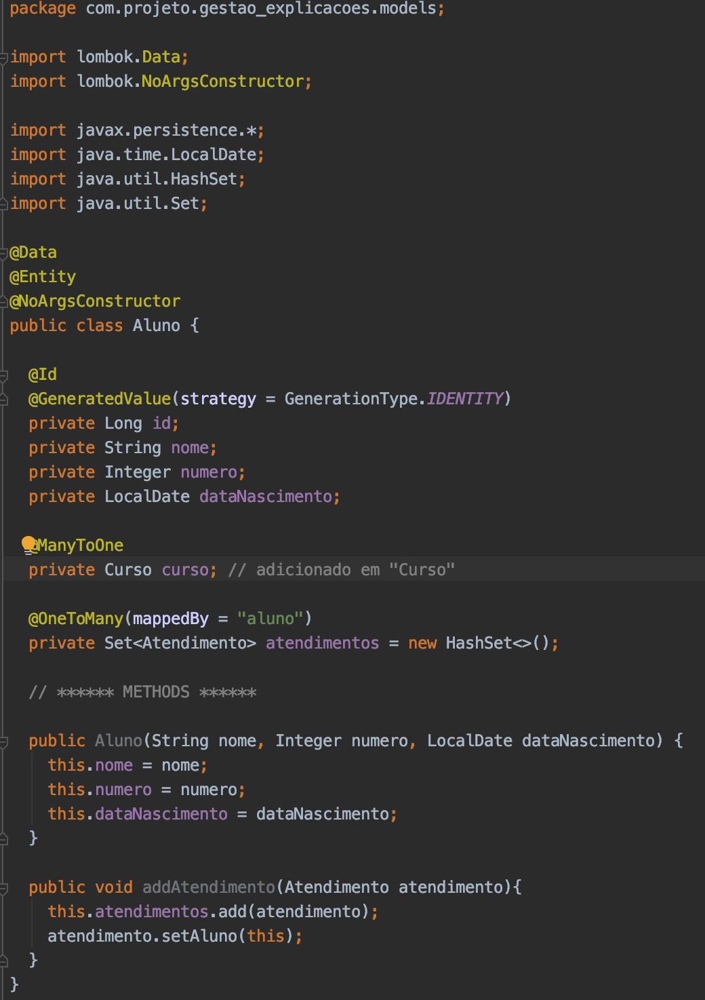 package com.projeto.gestao_explicacoes.models;
import lombok.Data;
import lombok.NoArgsConstructor;
import javax.persistence.*;
import java.time.LocalDate;
import java.util.HashSet;
import java.util.Set;
@Data
@Entity
@NoArgsConstructor
public class Aluno {
@Id
@GeneratedValue(strategy = GenerationType.IDENTITY)
private Long id;
private String nome;
private Integer numero;
private LocalDate dataNascimento;
@ManyToOne
private Curso curso; // adicionado em "Curso"
@OneToMany(mappedBy = "aluno")
private Set<Atendimento> atendimentos = new HashSet<>();
// ****** METHODS ******
public Aluno(String nome, Integer numero, LocalDate dataNascimento) {
this.nome = nome;
this.numero = numero;
this.dataNascimento = dataNascimento;
}
public void addAtendimento(Atendimento atendimento){
this.atendimentos.add(atendimento);
atendimento.setAluno(this);
}
}